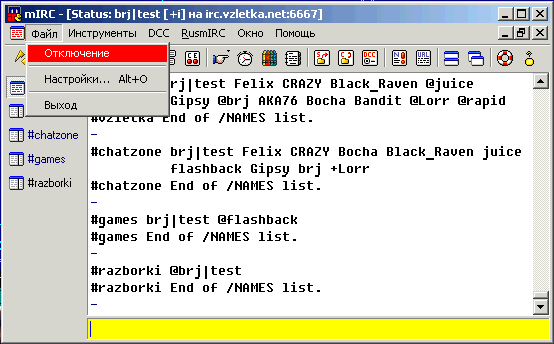 mIRC - [Status: brj|test [+i] на irc.vzletka.net:6667]
Файл Инструменты DCC RusmIRC Окно Помощь
Отключение
Настройки... Alt+O
Выход
#chatzone
#games
#razborki
brj|test Felix CRAZY Black_Raven @juice
Gipsy @brj AKA76 Bocha Bandit @Lorr @rapid
#vzletka End of /NAMES list.
-
#chatzone brj|test Felix CRAZY Bocha Black_Raven juice
flashback Gipsy brj +Lorr
#chatzone End of /NAMES list.
-
#games brj|test @flashback
#games End of /NAMES list.
-
#razborki @brj|test
#razborki End of /NAMES list.
-